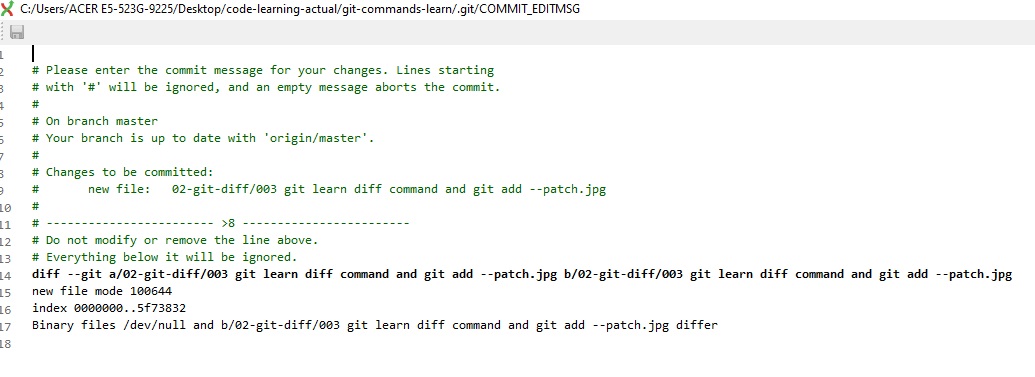 C:/Users/ACER E5-523G-9225/Desktop/code-learning-actual/git-commands-learn/.git/COMMIT_EDITMSG
1
2 # Please enter the commit message for your changes. Lines starting
3 # with '#' will be ignored, and an empty message aborts the commit.
4 #
5 # On branch master
6 # Your branch is up to date with 'origin/master'.
7 #
8 # Changes to be committed:
9 #       new file:   02-git-diff/003 git learn diff command and git add --patch.jpg
10 #
11 # ------------------------ >8 ------------------------
12 # Do not modify or remove the line above.
13 # Everything below it will be ignored.
14 diff --git a/02-git-diff/003 git learn diff command and git add --patch.jpg b/02-git-diff/003 git learn diff command and git add --patch.jpg
15 new file mode 100644
16 index 0000000..5f73832
17 Binary files /dev/null and b/02-git-diff/003 git learn diff command and git add --patch.jpg differ
18